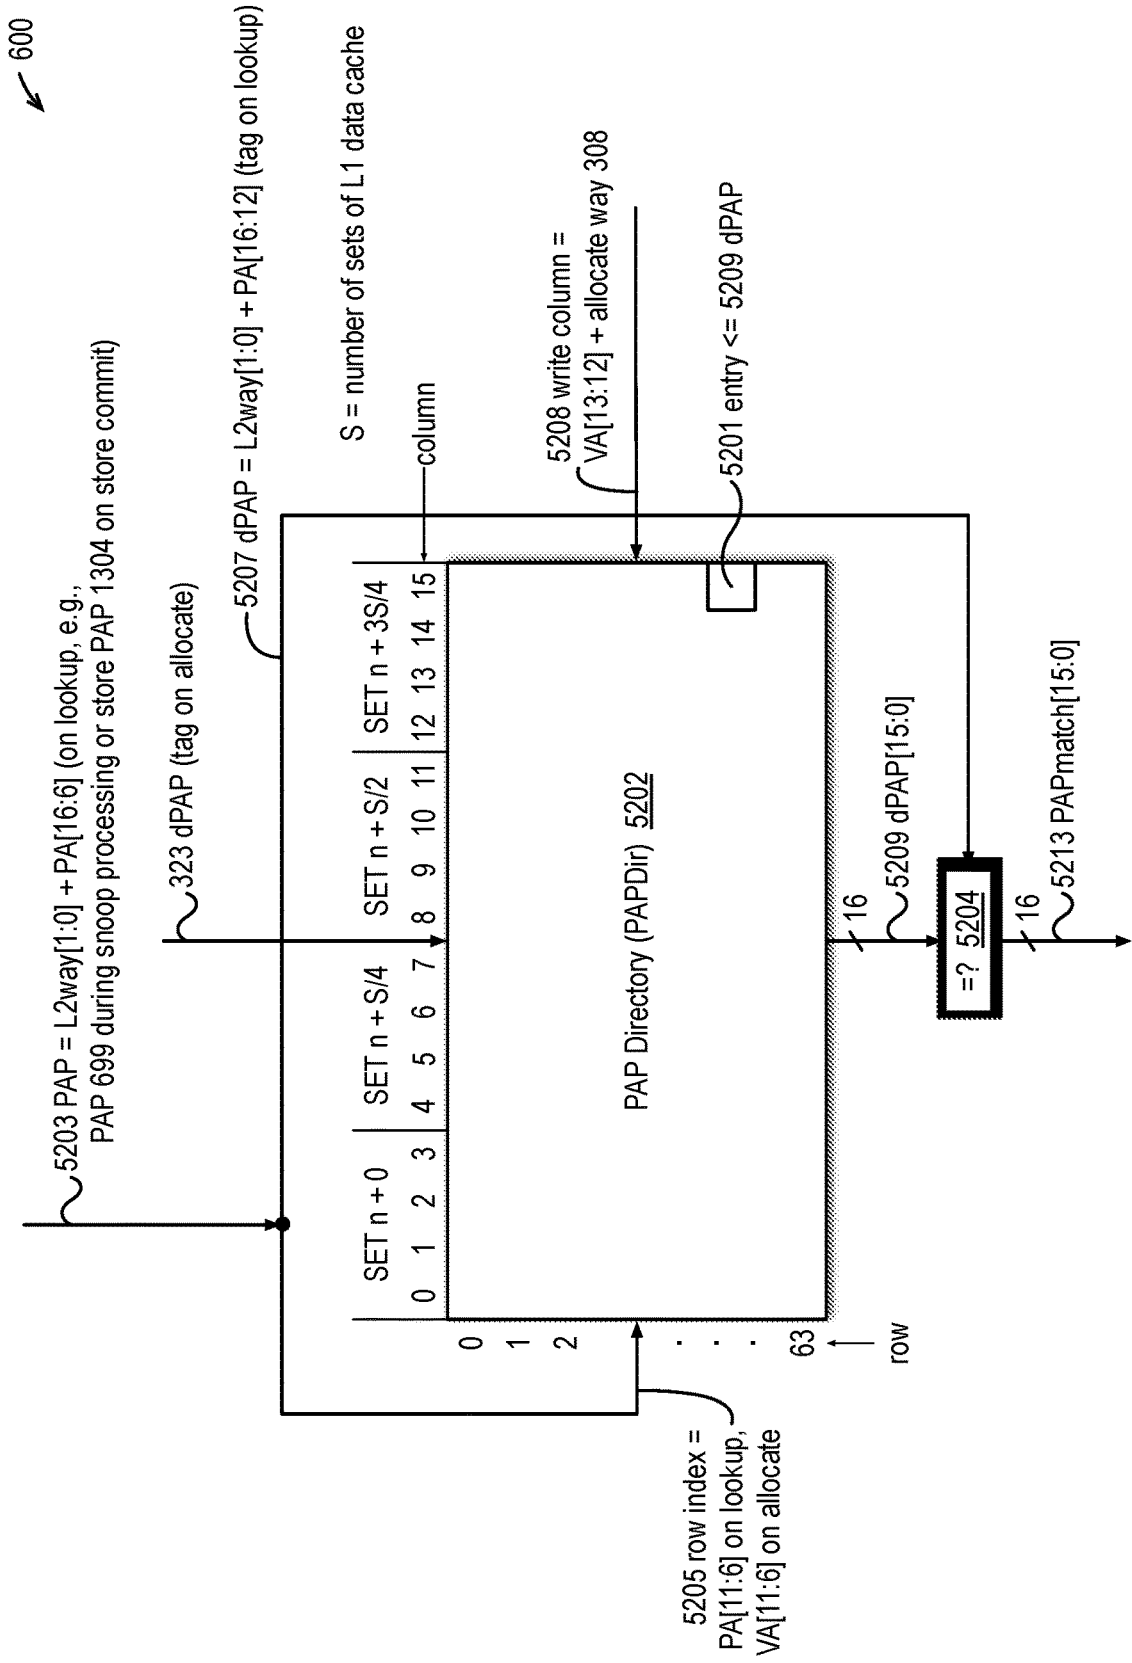 600
5203 PAP = L2way[1:0] + PA[16:6] (on lookup, e.g.,
PAP 699 during snoop processing or store PAP 1304 on store commit)
323 dPAP (tag on allocate)
5207 dPAP = L2way[1:0] + PA[16:12] (tag on lookup)
S = number of sets of L1 data cache
SET n + 0
SET n + S/4
SET n + S/2
SET n + 3S/4
0 1 2 3 4 5 6 7 8 9 10 11 12 13 14 15
column
0
1
2
.
.
.
63
row
5205 row index =
PA[11:6] on lookup,
VA[11:6] on allocate
PAP Directory (PAPDir) 5202
5208 write column =
VA[13:12] + allocate way 308
5201 entry <= 5209 dPAP
16
5209 dPAP[15:0]
=? 5204
16
5213 PAPmatch[15:0]